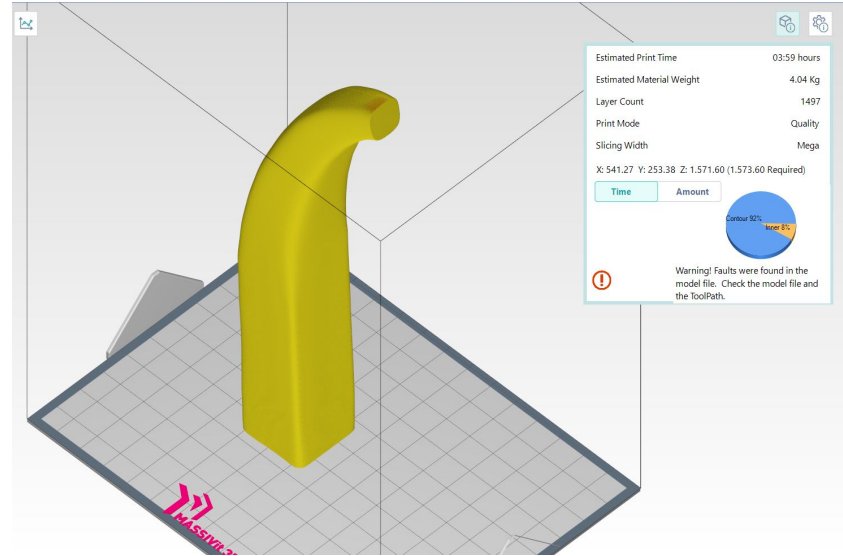 Estimated Print Time 03:59 hours
Estimated Material Weight 4.04 Kg
Layer Count 1497
Print Mode Quality
Slicing Width Mega
X: 541.27 Y: 253.38 Z: 1.571.60 (1.573.60 Required)
Time Amount
Contour 92%
Inner 8%
Warning! Faults were found in the
model file. Check the model file and
the ToolPath.